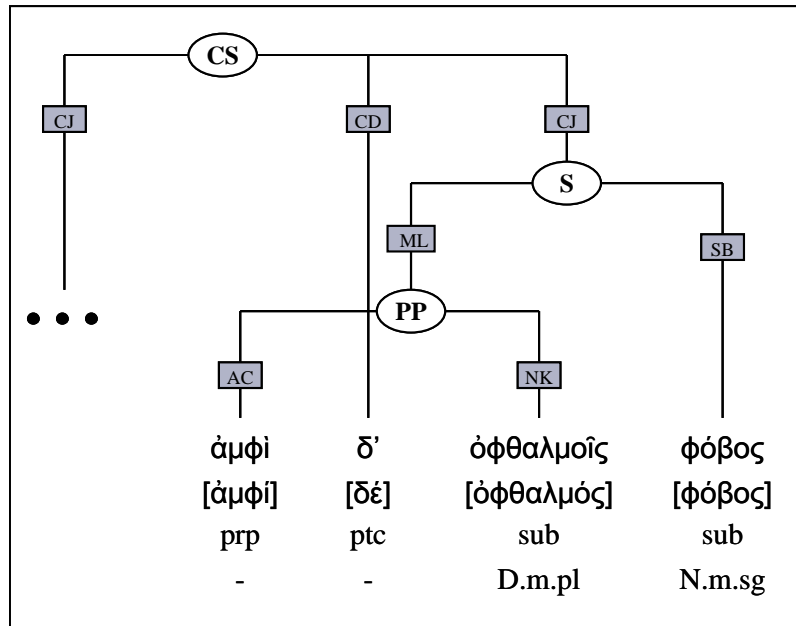 CS
CJ CD CJ
S
ML SB
PP
AC NK
• • •
ἀμφὶ δ’ ὀφθαλμοῖς φόβος
[ἀμφί] [δέ] [ὀφθαλμός] [φόβος]
prp ptc sub sub
- - D.m.pl N.m.sg